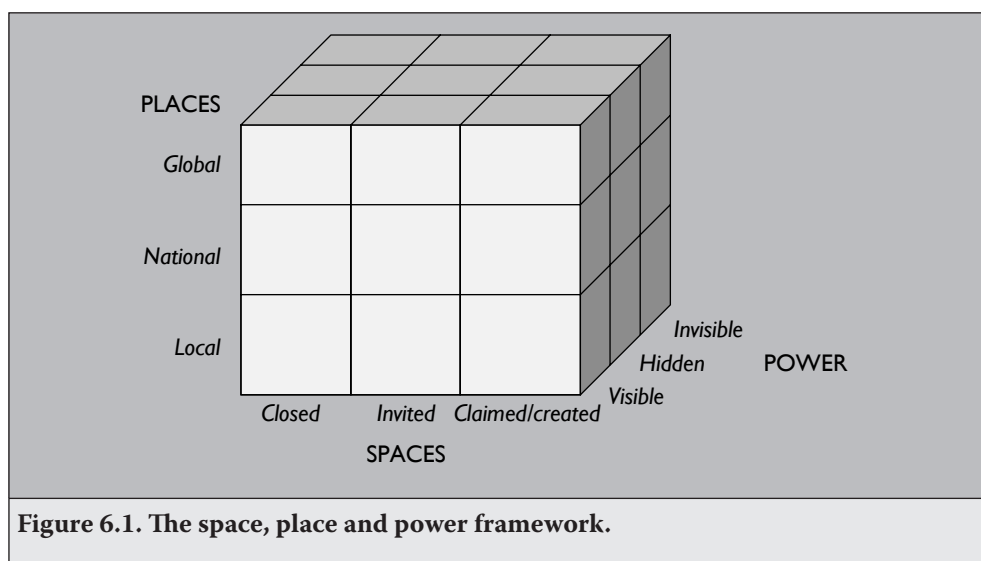 PLACES
Global
National
Local
Closed Invited Claimed/created
SPACES
Visible
Hidden
Invisible
POWER
Figure 6.1. The space, place and power framework.